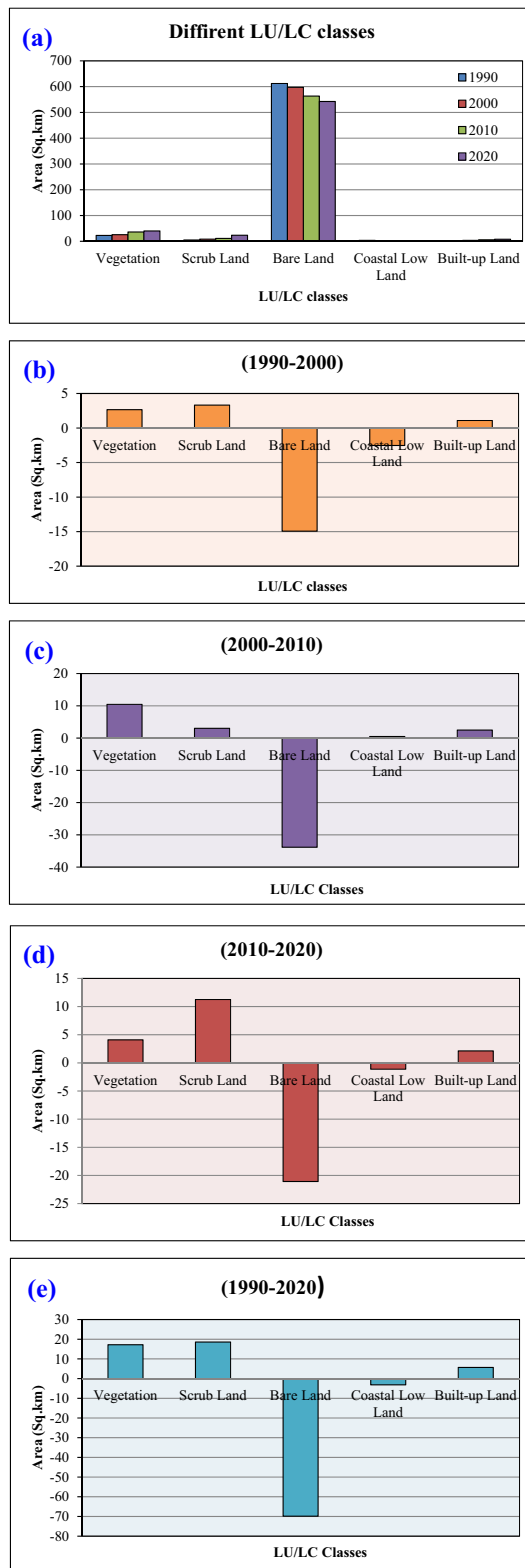 (a)
Diffirent LU/LC classes
700
600
500
400
300
200
100
0
Area (Sq.km)
1990
2000
2010
2020
Vegetation Scrub Land Bare Land Coastal Low Land Built-up Land
LU/LC classes
(b)
(1990-2000)
5
0
-5
-10
-15
-20
Area (Sq.km)
Vegetation Scrub Land Bare Land Coastal Low Land Built-up Land
LU/LC classes
(c)
(2000-2010)
20
10
0
-10
-20
-30
-40
Area (Sq.km)
Vegetation Scrub Land Bare Land Coastal Low Land Built-up Land
LU/LC Classes
(d)
(2010-2020)
15
10
5
0
-5
-10
-15
-20
-25
Area (Sq.km)
Vegetation Scrub Land Bare Land Coastal Low Land Built-up Land
LU/LC Classes
(e)
(1990-2020)
30
20
10
0
-10
-20
-30
-40
-50
-60
-70
-80
Area (Sq.km)
Vegetation Scrub Land Bare Land Coastal Low Land Built-up Land
LU/LC Classes